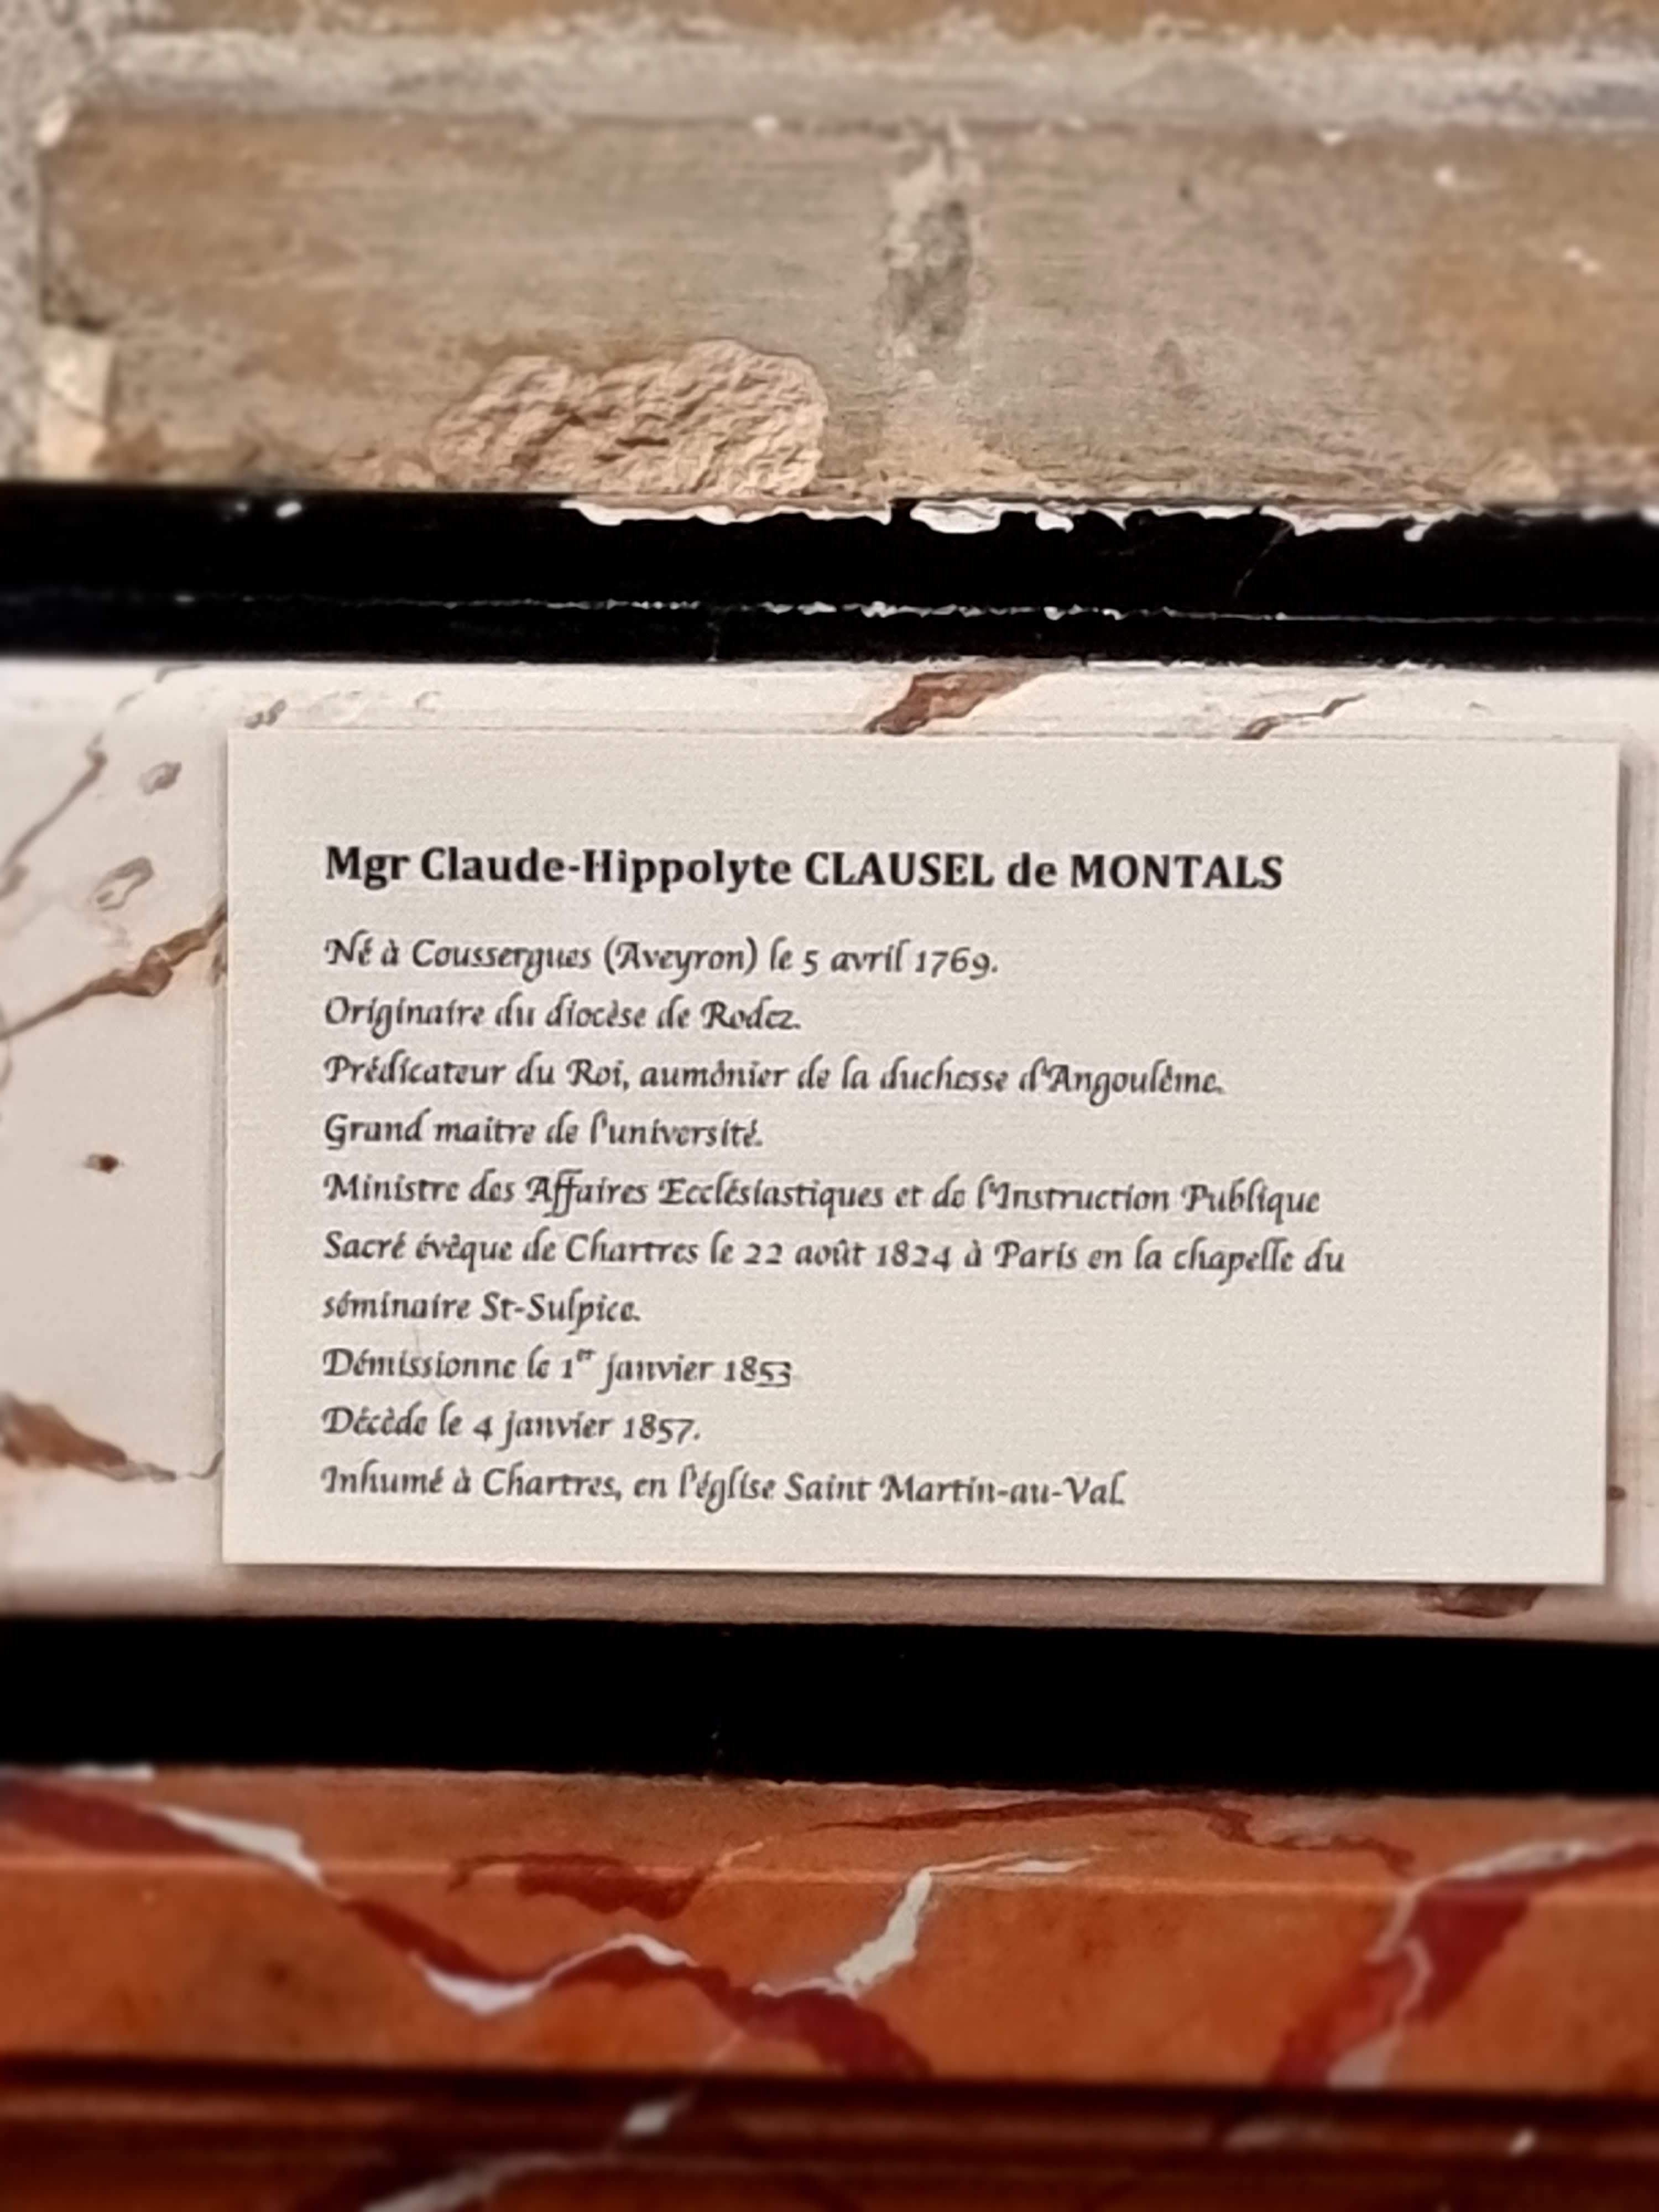 Mgr Claude-Hippolyte CLAUSEL de MONTALS
Né à Coussergues (Aveyron) le 5 avril 1769.
Originaire du diocèse de Rodez.
Prédicateur du Roi, aumônier de la duchesse d'Angoulême.
Grand maitre de l'université.
Ministre des Affaires Ecclésiastiques et de l'Instruction Publique
Sacré évêque de Chartres le 22 août 1824 à Paris en la chapelle du
séminaire St-Sulpice.
Démissionne le 1er janvier 1853
Décède le 4 janvier 1857.
Inhumé à Chartres, en l'église Saint Martin-au-Val.